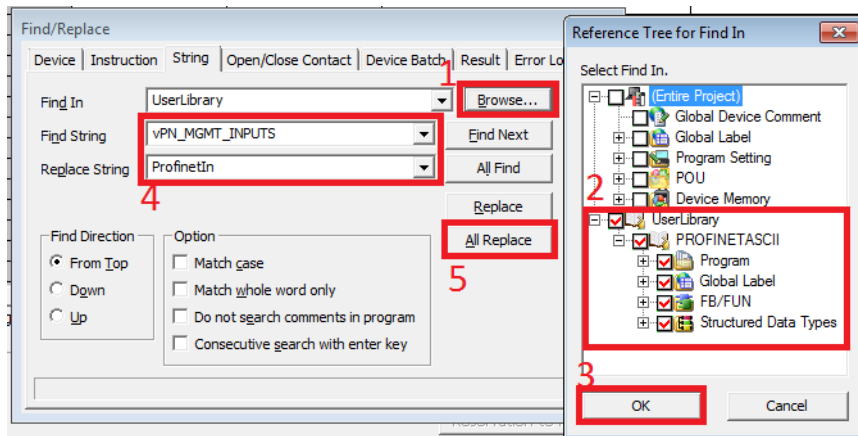 Find/Replace
Device Instruction String Open/Close Contact Device Batch Result Error Lo
1
Find In UserLibrary Browse...
Find String vPN_MGMT_INPUTS Find Next
Replace String ProfinetIn All Find
4
Replace
All Replace
5
Find Direction
From Top
Down
Up
Option
Match case
Match whole word only
Do not search comments in program
Consecutive search with enter key
Reference Tree for Find In
Select Find In.
(Entire Project)
Global Device Comment
Global Label
Program Setting
POU
2
Device Memory
UserLibrary
PROFINETASCII
Program
Global Label
FB/FUN
Structured Data Types
3
OK Cancel